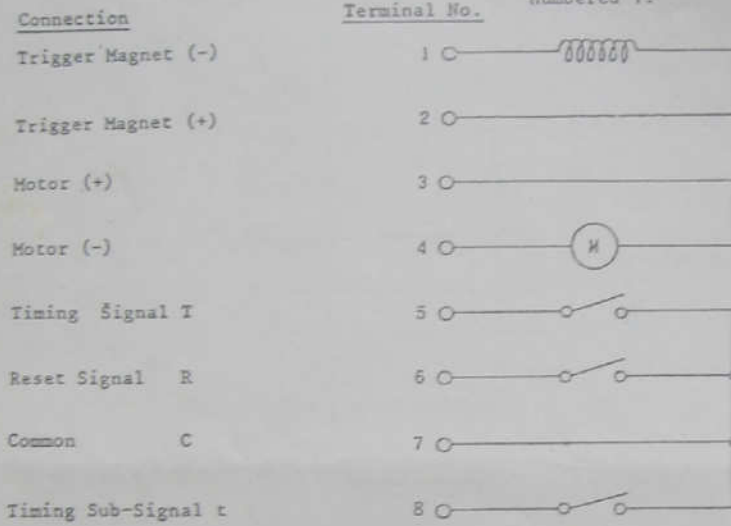 Connection Terminal No. Numbered
Trigger Magnet (-) 1
Trigger Magnet (+) 2
Motor (+) 3
Motor (-) 4 M
Timing Signal T 5
Reset Signal R 6
Common C 7
Timing Sub-Signal t 8